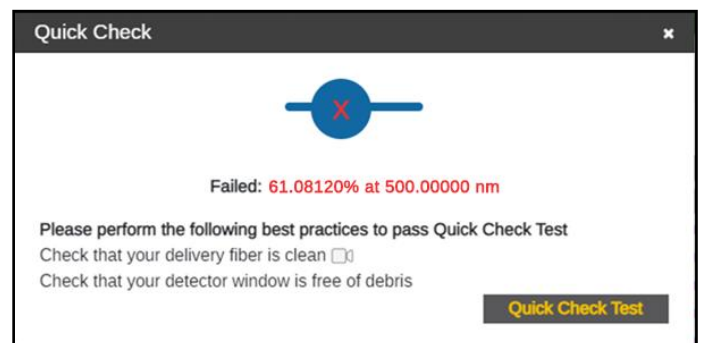 Quick Check
Failed: 61.08120% at 500.00000 nm
Please perform the following best practices to pass Quick Check Test
Check that your delivery fiber is clean
Check that your detector window is free of debris
Quick Check Test